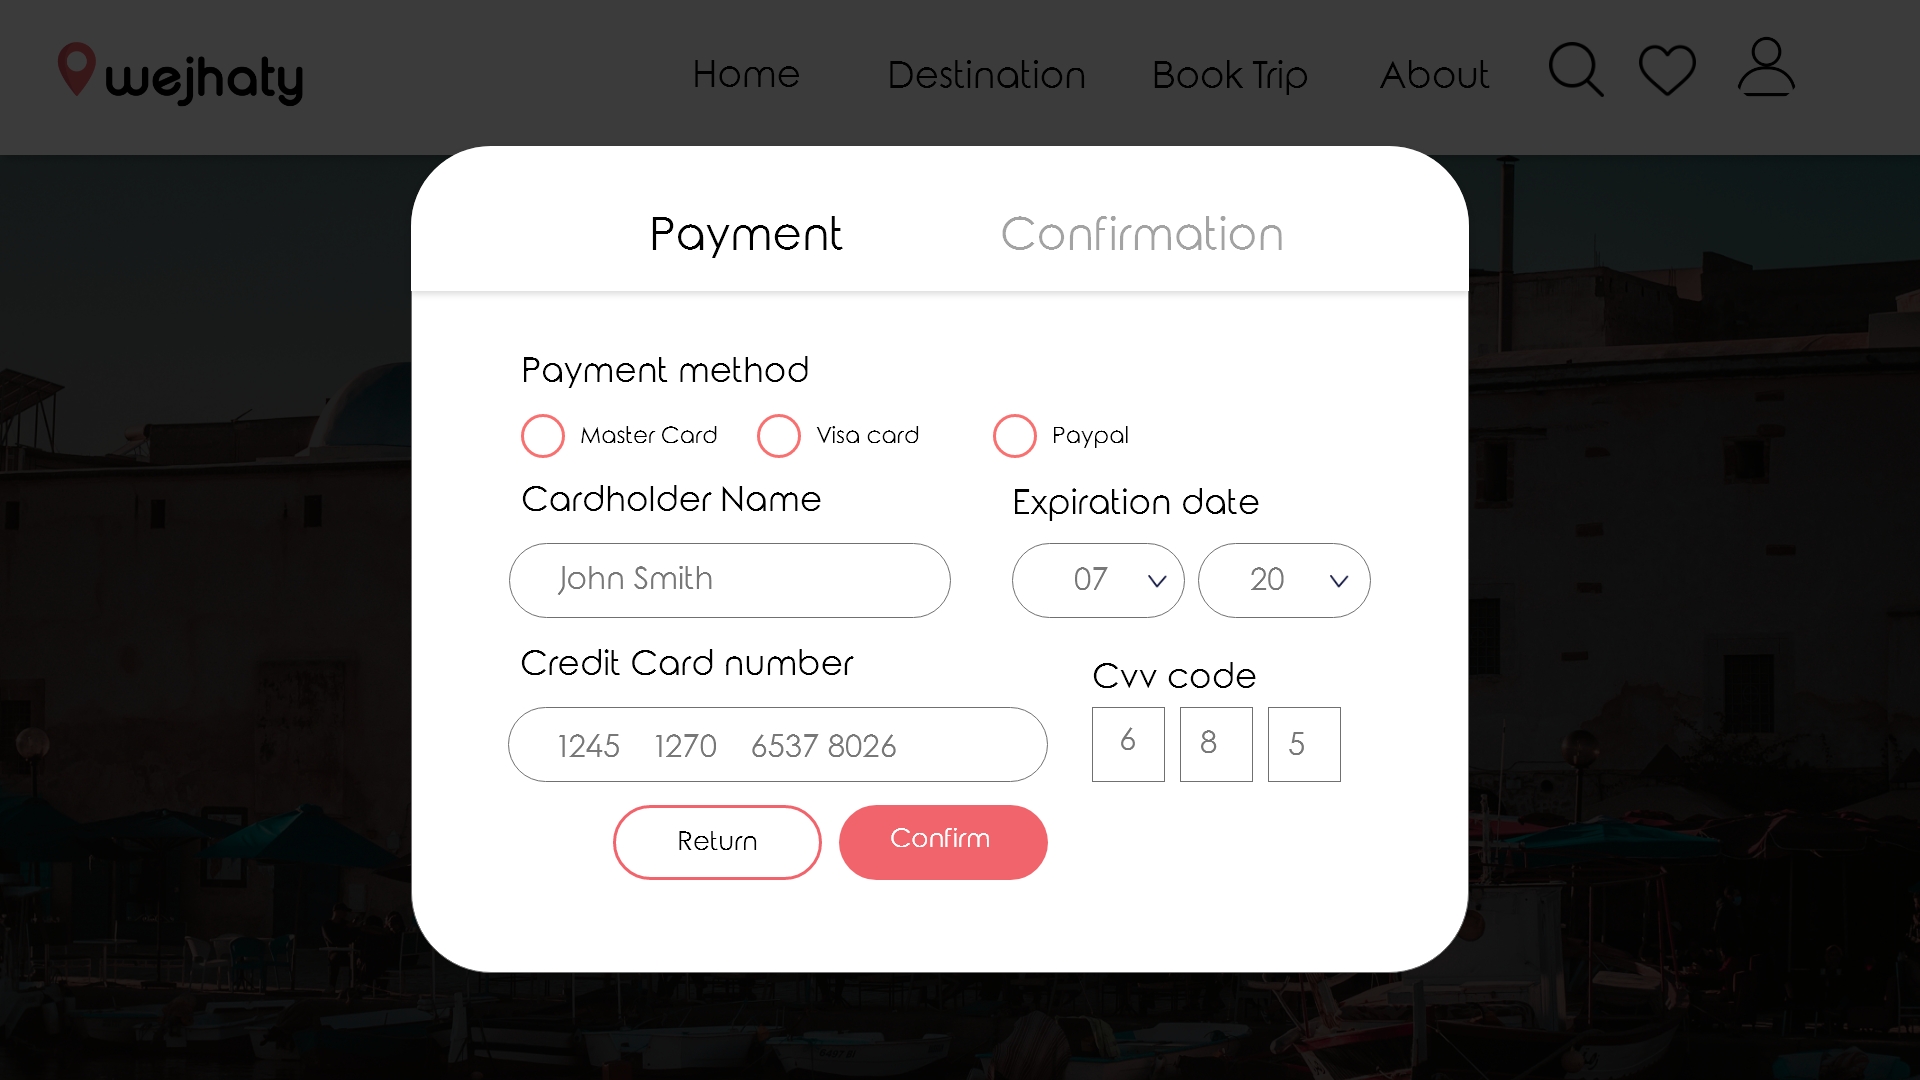 wejhaty
Home Destination Book Trip About
Payment Confirmation
Payment method
Master Card Visa card Paypal
Cardholder Name Expiration date
John Smith 07 20
Credit Card number Cvv code
1245 1270 6537 8026 6 8 5
Return Confirm